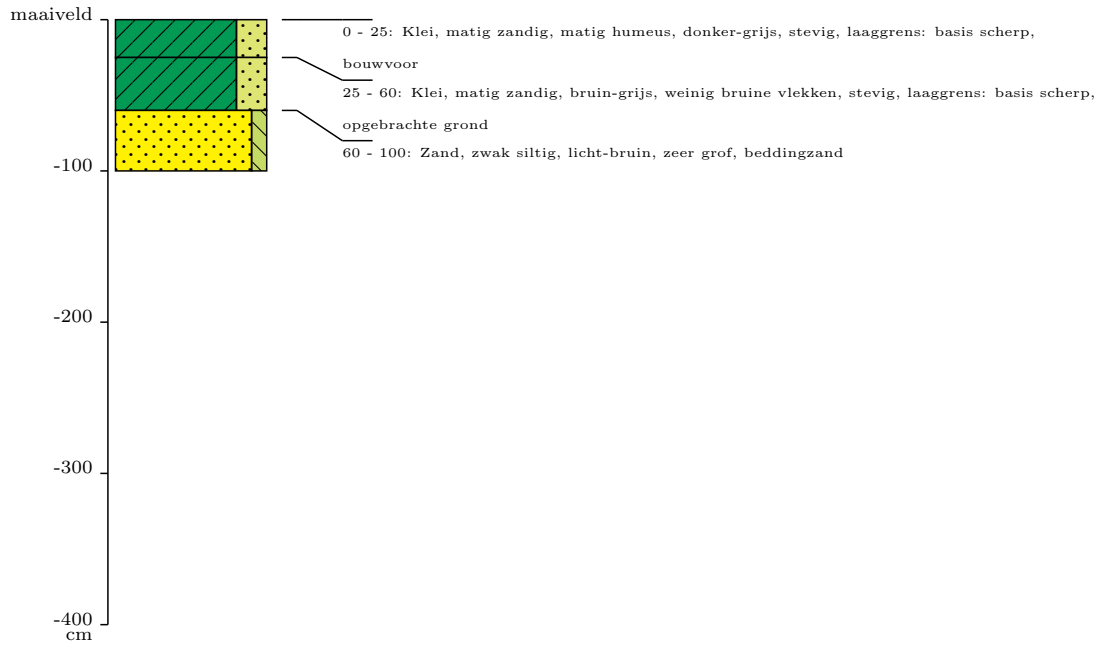 maaiveld
0 - 25: Klei, matig zandig, matig humeus, donker-grijs, stevig, laaggrens: basis scherp,
bouwvoor
25 - 60: Klei, matig zandig, bruin-grijs, weinig bruine vlekken, stevig, laaggrens: basis scherp,
opgebrachte grond
60 - 100: Zand, zwak siltig, licht-bruin, zeer grof, beddingzand
-100
-200
-300
-400
cm